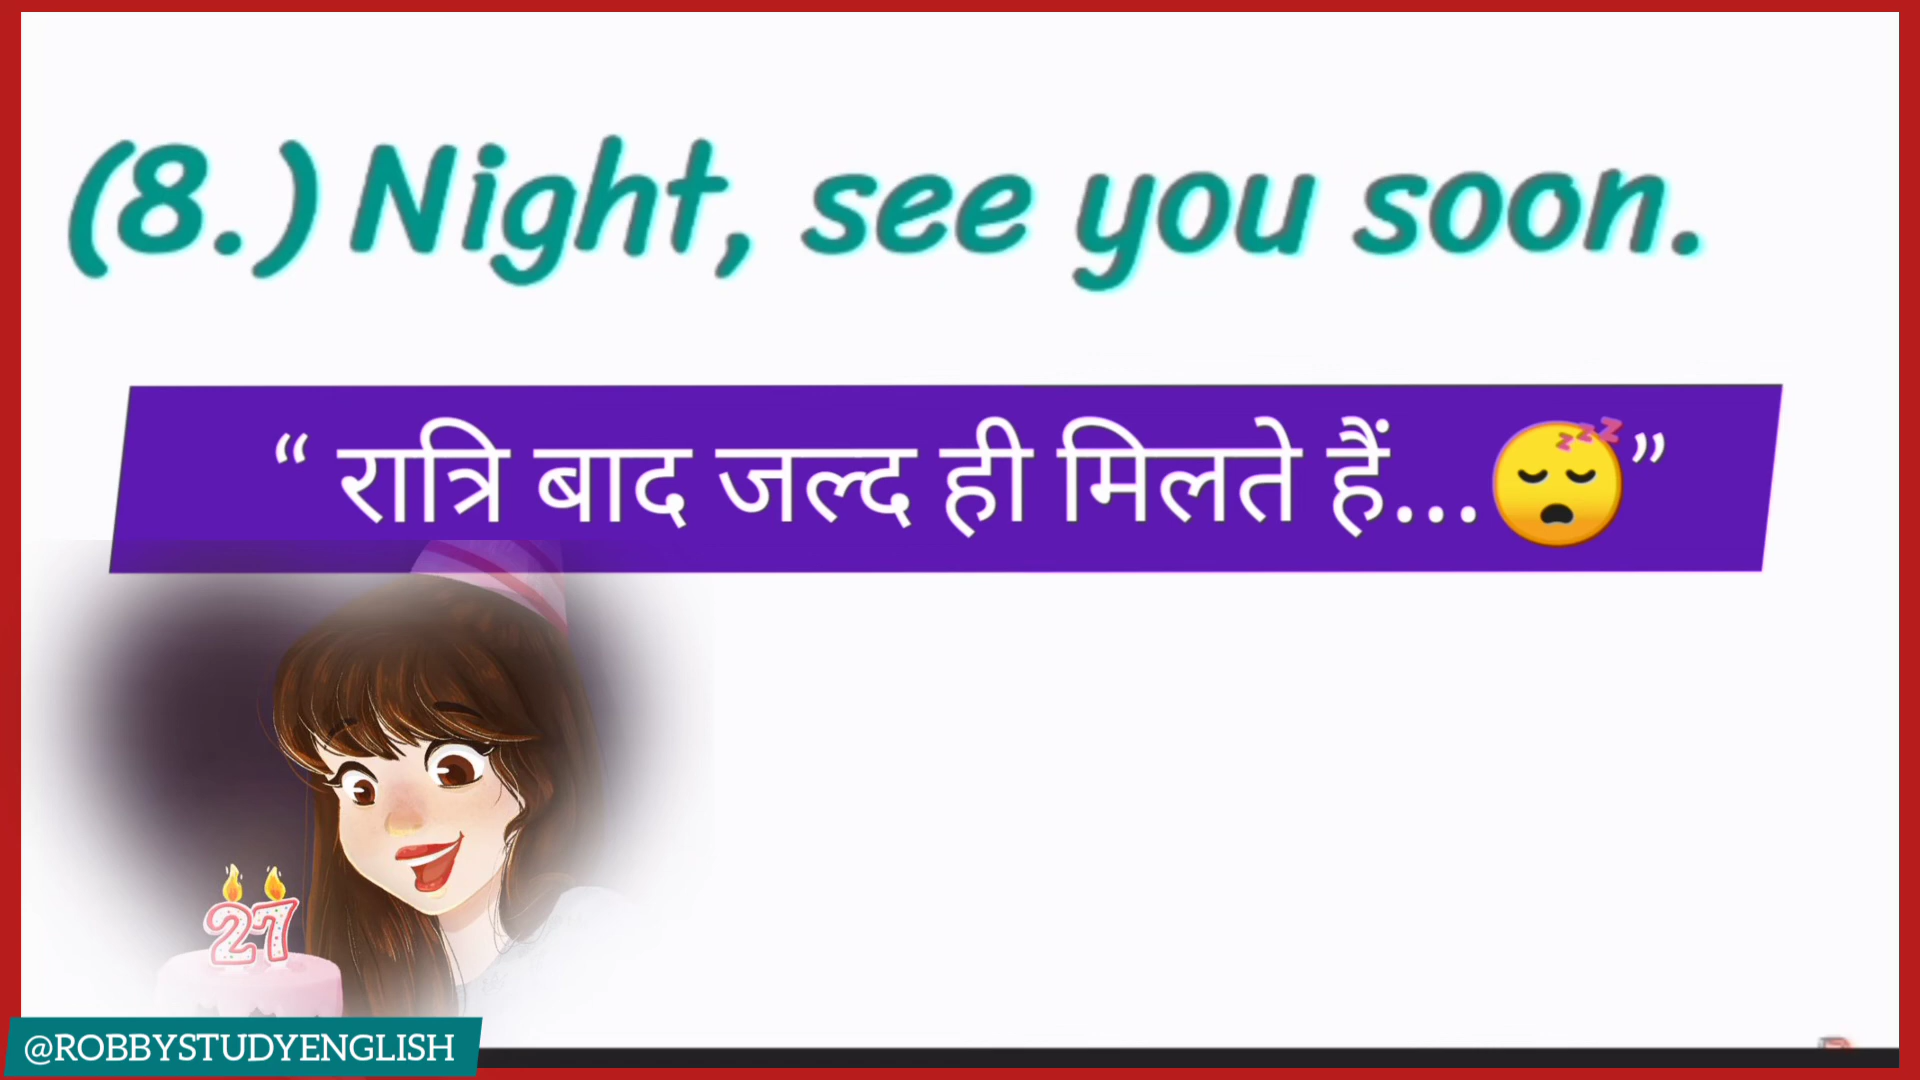 (8.) Night, see you soon.
“ रात्रि बाद जल्द ही मिलते हैं...😴”
27
@ROBBYSTUDYENGLISH